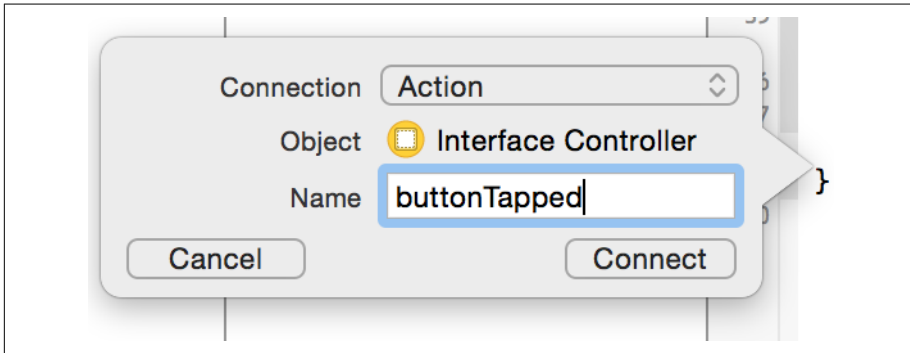 Connection Action
Object Interface Controller
Name buttonTapped
}
Cancel Connect